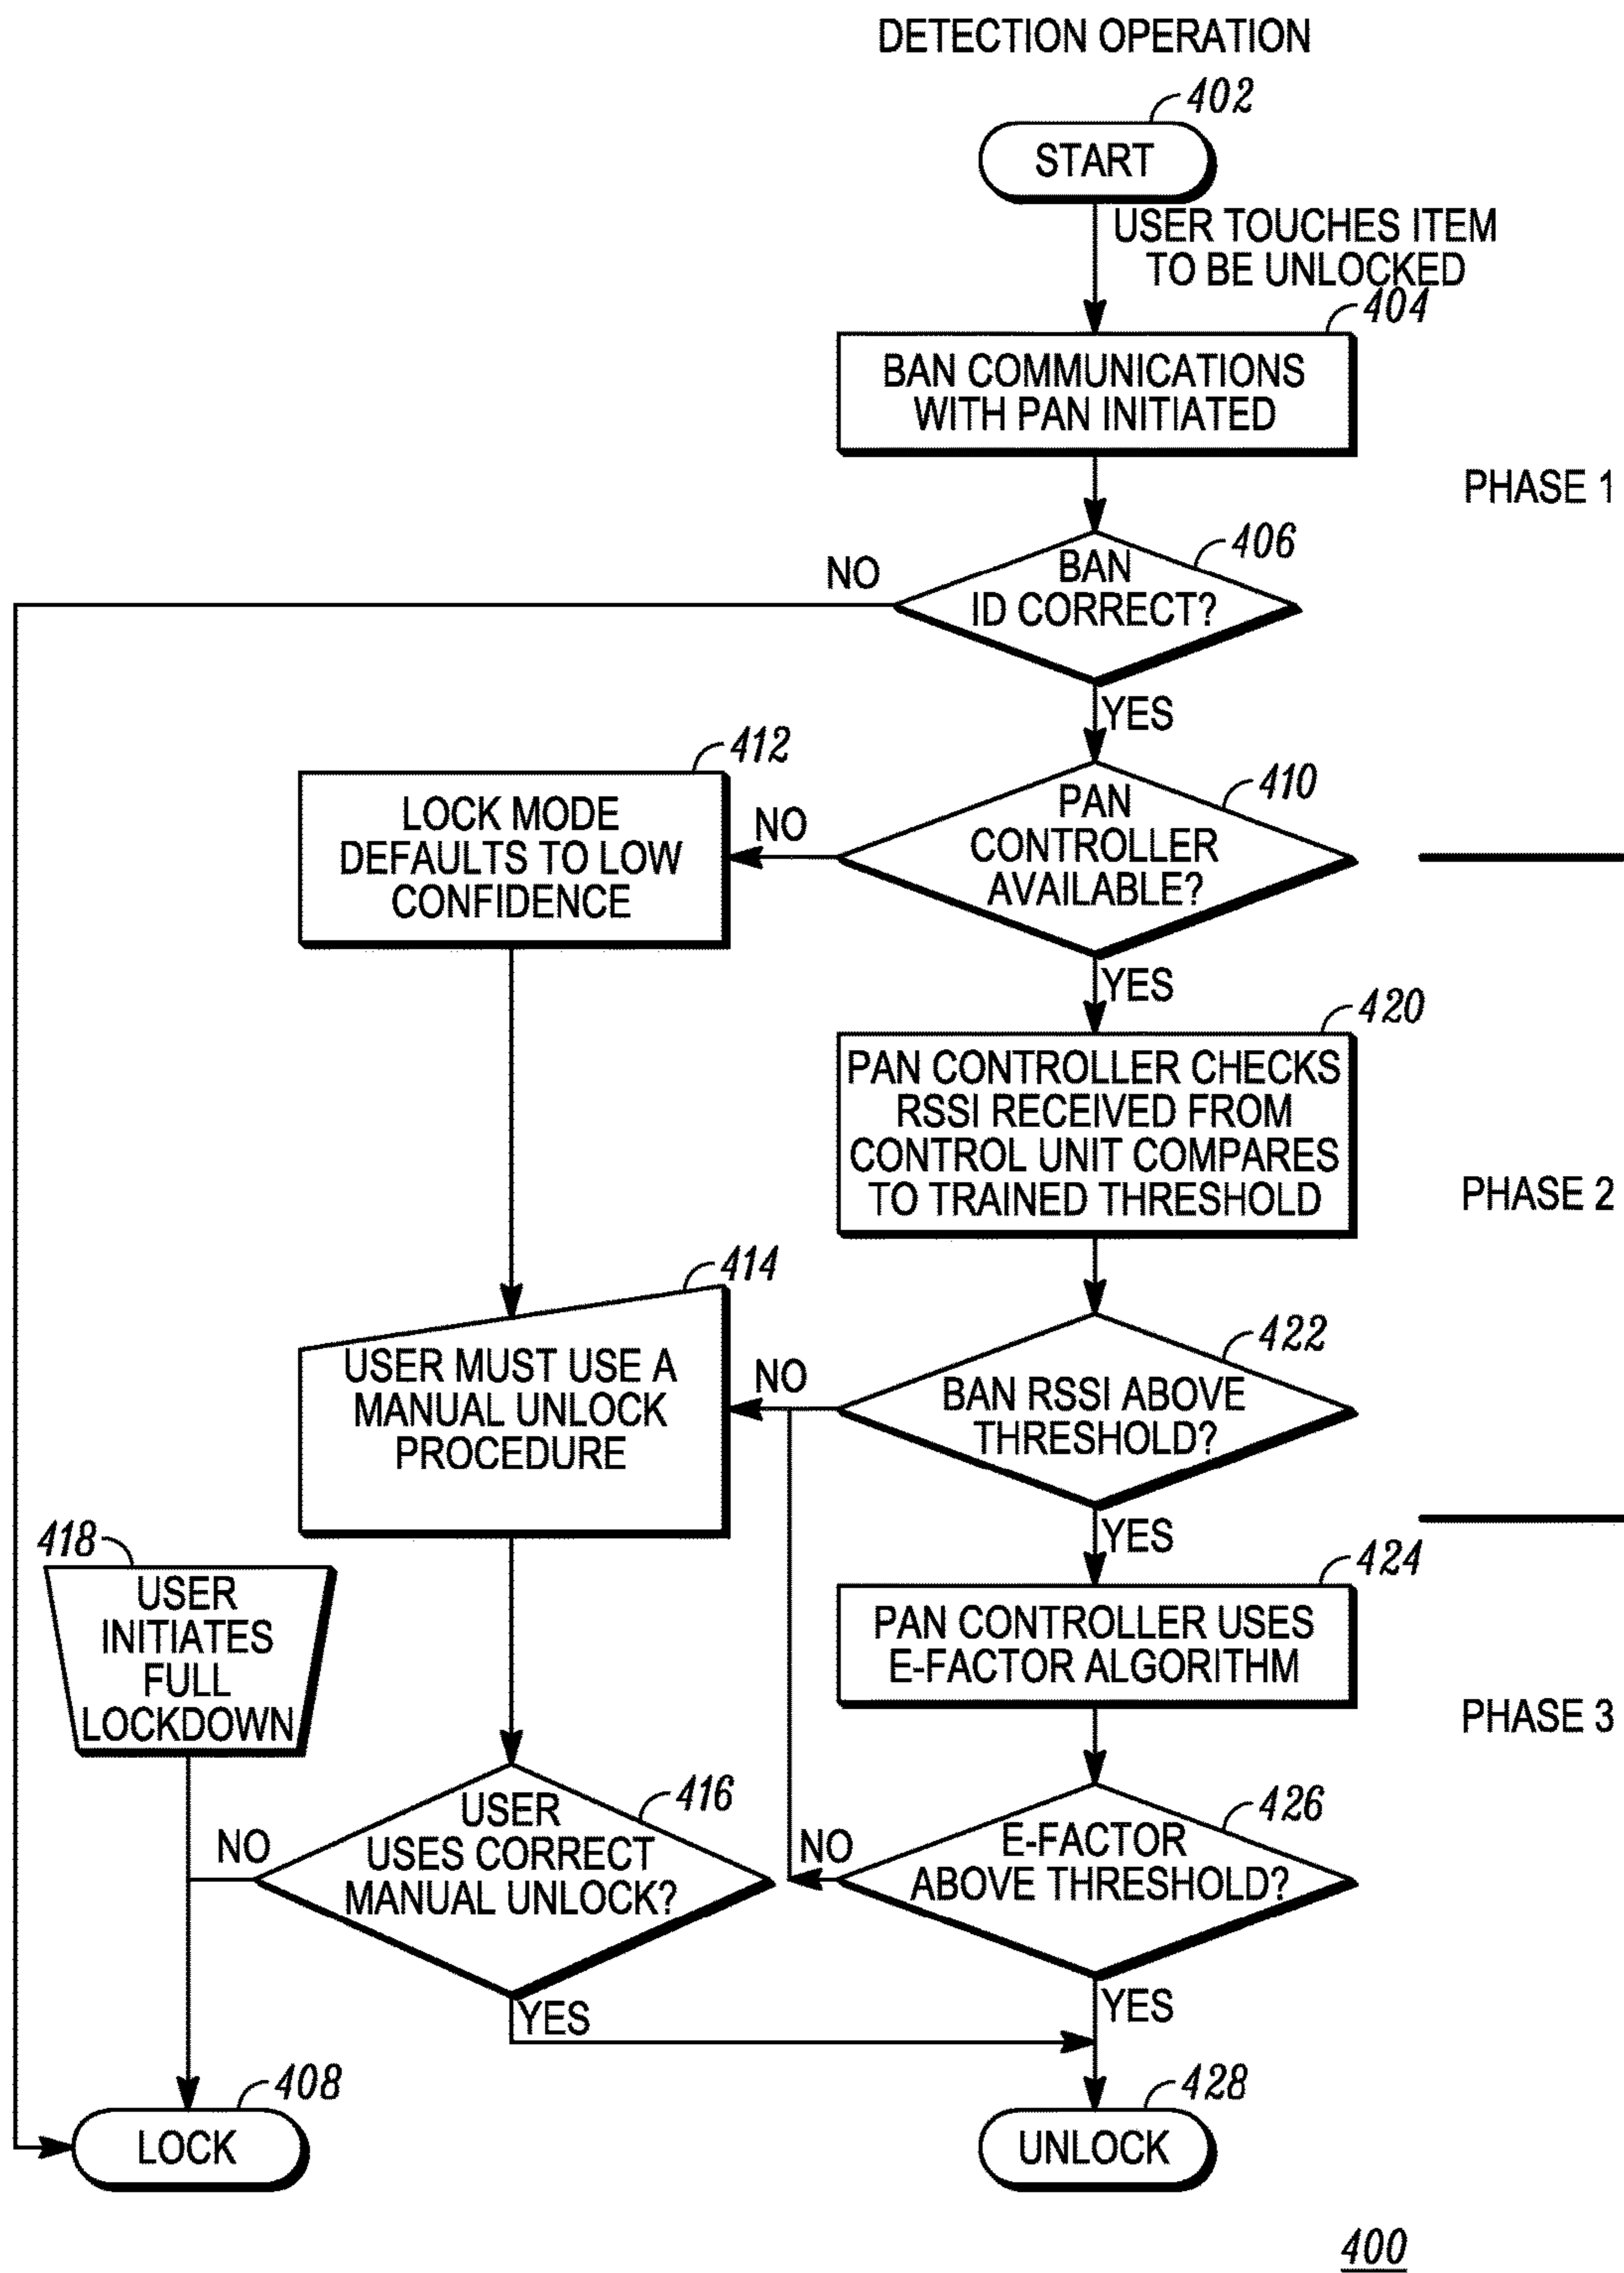 DETECTION OPERATION
402
START
USER TOUCHES ITEM
TO BE UNLOCKED
404
BAN COMMUNICATIONS
WITH PAN INITIATED
PHASE 1
406
BAN
ID CORRECT?
NO
YES
412
LOCK MODE
DEFAULTS TO LOW
CONFIDENCE
410
PAN
CONTROLLER
AVAILABLE?
NO
YES
420
PAN CONTROLLER CHECKS
RSSI RECEIVED FROM
CONTROL UNIT COMPARES
TO TRAINED THRESHOLD
PHASE 2
414
USER MUST USE A
MANUAL UNLOCK
PROCEDURE
422
BAN RSSI ABOVE
THRESHOLD?
NO
YES
418
USER
INITIATES
FULL
LOCKDOWN
424
PAN CONTROLLER USES
E-FACTOR ALGORITHM
PHASE 3
416
USER
USES CORRECT
MANUAL UNLOCK?
NO
YES
426
E-FACTOR
ABOVE THRESHOLD?
NO
YES
408
LOCK
428
UNLOCK
400